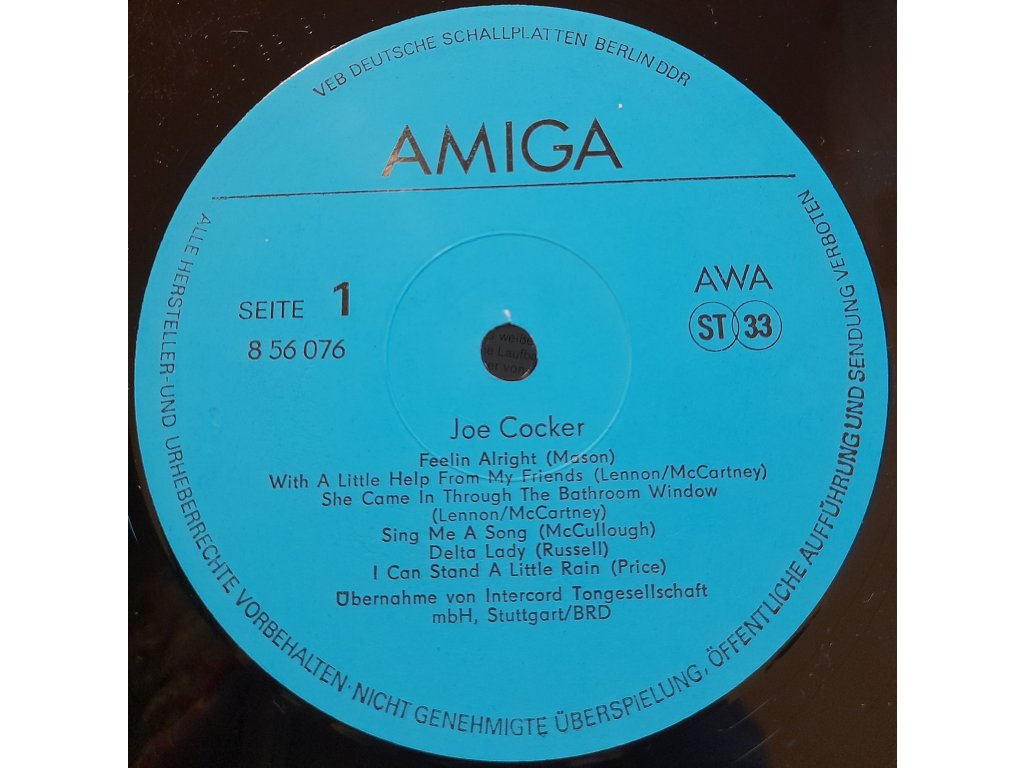 VEB DEUTSCHE SCHALLPLATTEN BERLIN DDR
AMIGA
SEITE 1
8 56 076
AWA
ST 33
weiße
Laufba
von
Joe Cocker
Feelin Alright (Mason)
With A Little Help From My Friends (Lennon/McCartney)
She Came In Through The Bathroom Window
(Lennon/McCartney)
Sing Me A Song (McCullough)
Delta Lady (Russell)
I Can Stand A Little Rain (Price)
Übernahme von Intercord Tongesellschaft
mbH, Stuttgart/BRD
ALLE HERSTELLER-UND URHEBERRECHTE VORBEHALTEN·NICHT GENEHMIGTE ÜBERSPIELUNG, ÖFFENTLICHE AUFFÜHRUNG UND SENDUNG VERBOTEN